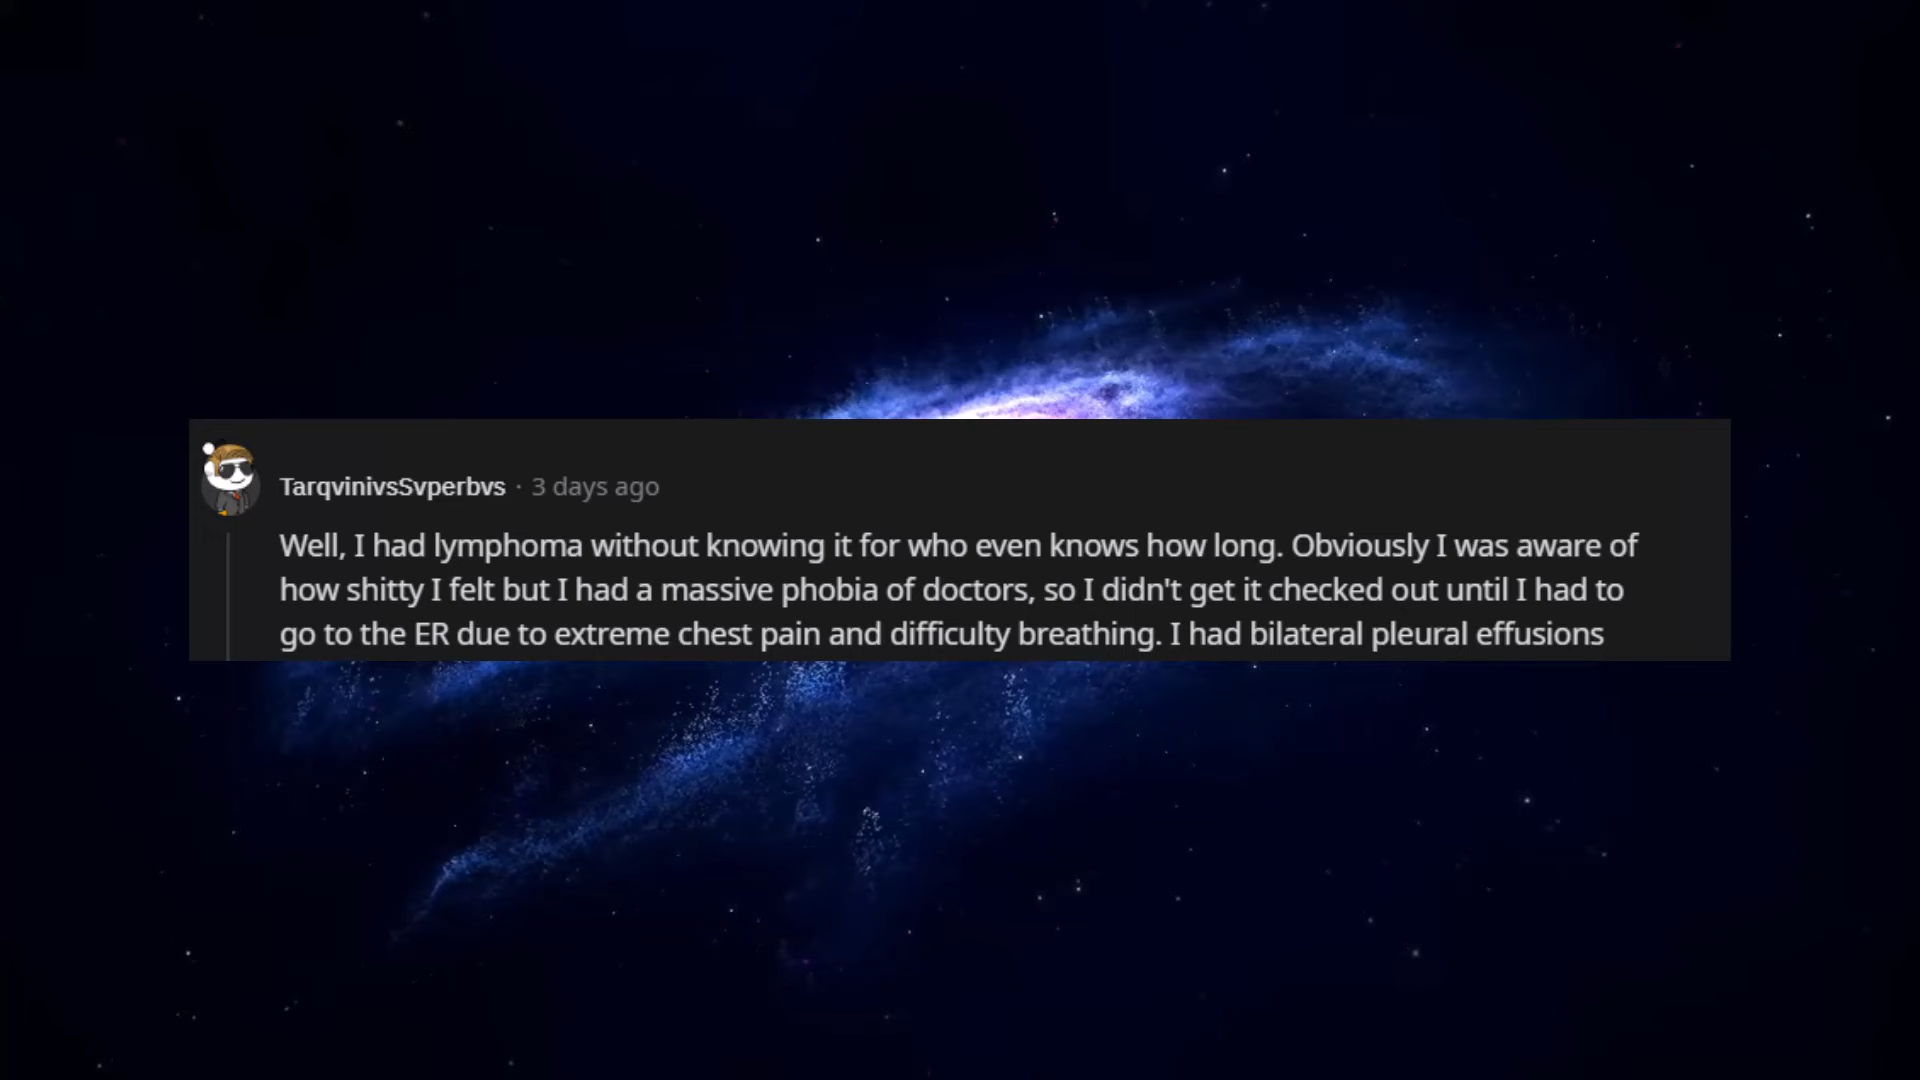 TarqvinivsSvperbvs · 3 days ago
Well, I had lymphoma without knowing it for who even knows how long. Obviously I was aware of
how shitty I felt but I had a massive phobia of doctors, so I didn't get it checked out until I had to
go to the ER due to extreme chest pain and difficulty breathing. I had bilateral pleural effusions